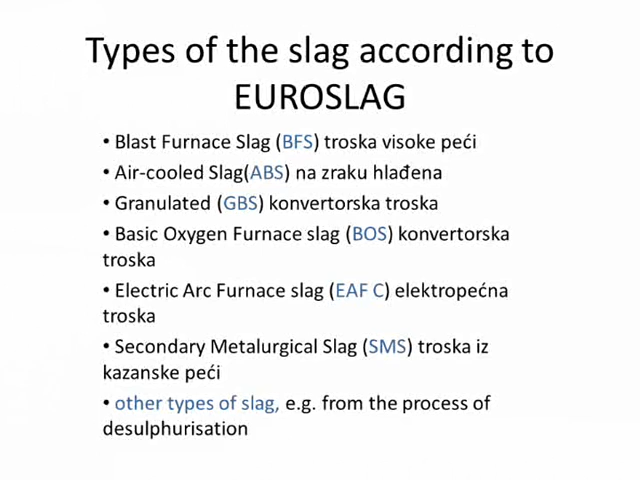 Types of the slag according to
EUROSLAG
• Blast Furnace Slag (BFS) troska visoke peći
• Air-cooled Slag(ABS) na zraku hlađena
• Granulated (GBS) konvertorska troska
• Basic Oxygen Furnace slag (BOS) konvertorska
troska
• Electric Arc Furnace slag (EAF C) elektropećna
troska
• Secondary Metalurgical Slag (SMS) troska iz
kazanske peći
• other types of slag, e.g. from the process of
desulphurisation